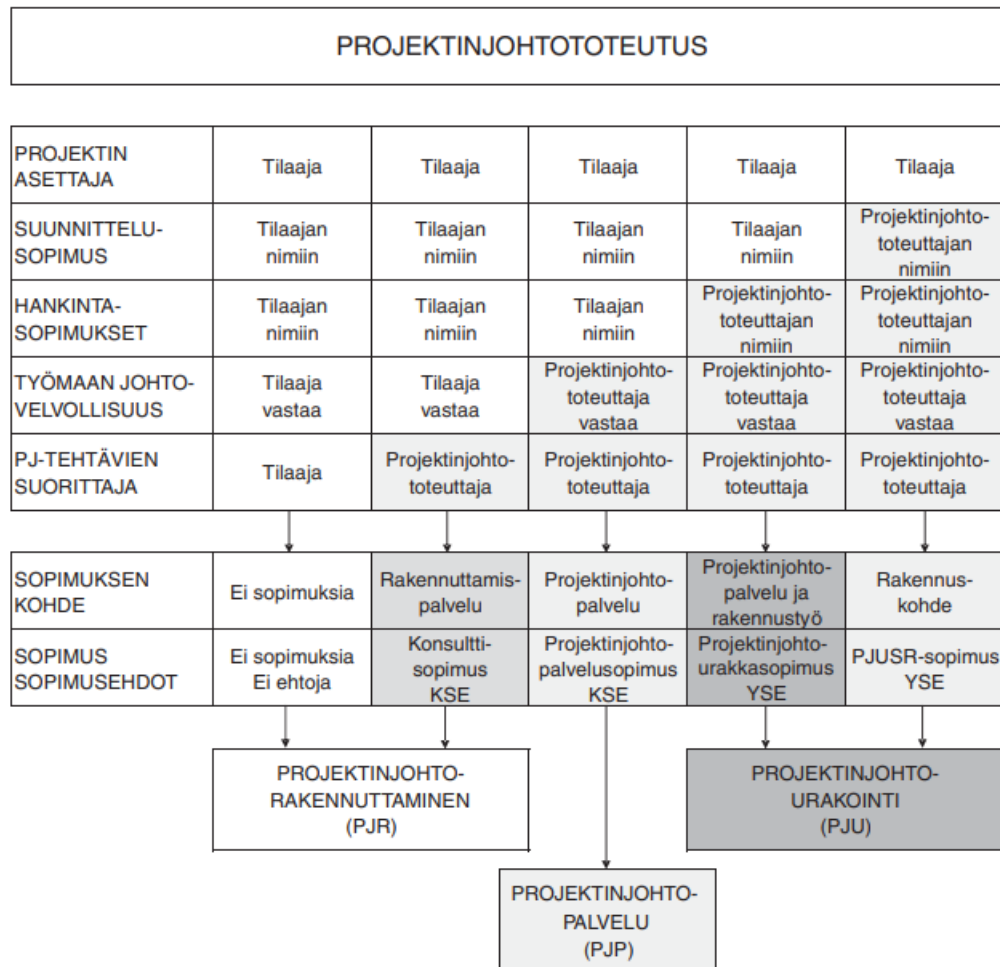 PROJEKTINJOHTOTOTEUTUS
PROJEKTIN
ASETTAJA
Tilaaja
Tilaaja
Tilaaja
Tilaaja
Tilaaja
SUUNNITTELU-
SOPIMUS
Tilaajan
nimiin
Tilaajan
nimiin
Tilaajan
nimiin
Tilaajan
nimiin
Projektinjohto-
toteuttajan
nimiin
HANKINTA-
SOPIMUKSET
Tilaajan
nimiin
Tilaajan
nimiin
Tilaajan
nimiin
Projektinjohto-
toteuttajan
nimiin
Projektinjohto-
toteuttajan
nimiin
TYÖMAAN JOHTO-
VELVOLLISUUS
Tilaaja
vastaa
Tilaaja
vastaa
Projektinjohto-
toteuttaja
vastaa
Projektinjohto-
toteuttaja
vastaa
Projektinjohto-
toteuttaja
vastaa
PJ-TEHTÄVIEN
SUORITTAJA
Tilaaja
Projektinjohto-
toteuttaja
Projektinjohto-
toteuttaja
Projektinjohto-
toteuttaja
Projektinjohto-
toteuttaja
SOPIMUKSEN
KOHDE
Ei sopimuksia
Rakennuttamis-
palvelu
Projektinjohto-
palvelu
Projektinjohto-
palvelu ja
rakennustyö
Rakennus-
kohde
SOPIMUS
SOPIMUSEHDOT
Ei sopimuksia
Ei ehtoja
Konsultti-
sopimus
KSE
Projektinjohto-
palvelusopimus
KSE
Projektinjohto-
urakkasopimus
YSE
PJUSR-sopimus
YSE
PROJEKTINJOHTO-
RAKENNUTTAMINEN
(PJR)
PROJEKTINJOHTO-
URAKOINTI
(PJU)
PROJEKTINJOHTO-
PALVELU
(PJP)